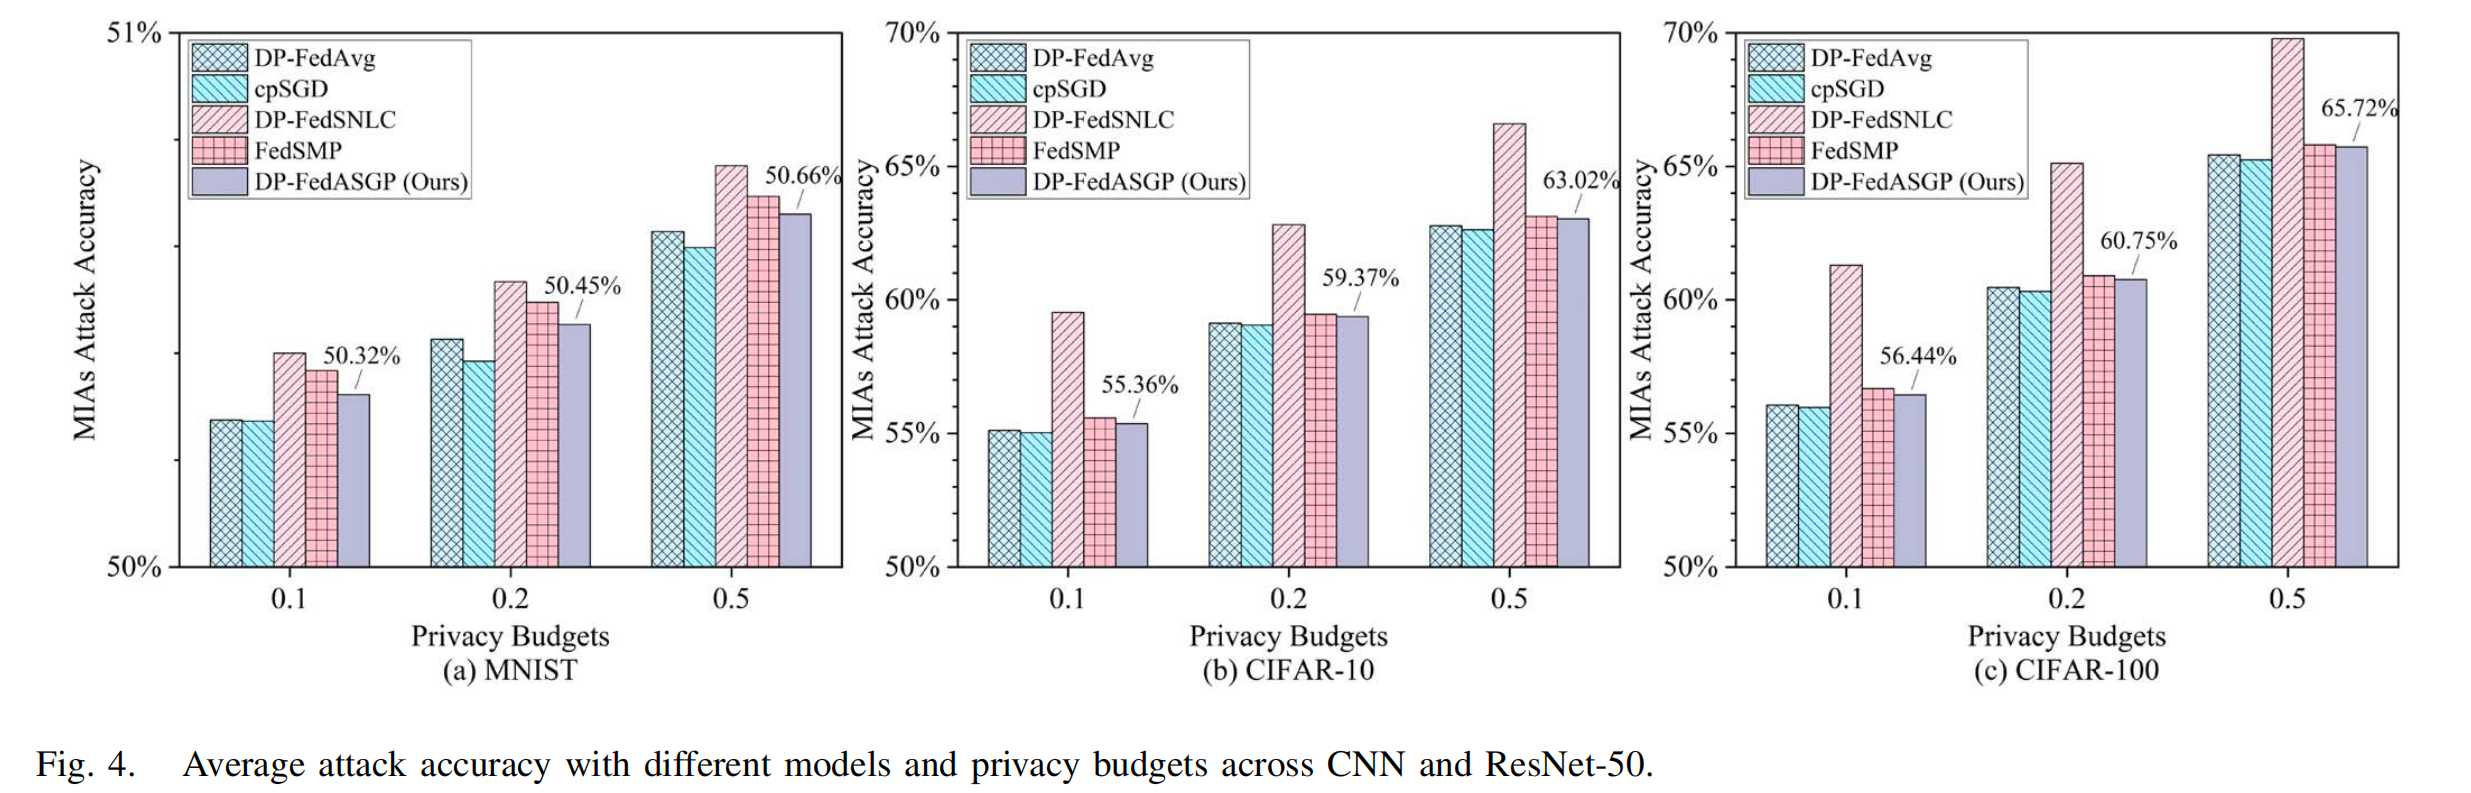 MIAs Attack Accuracy
51%
50%
DP-FedAvg
cpSGD
DP-FedSNLC
FedSMP
DP-FedASGP (Ours)
50.32%
50.45%
50.66%
0.1 0.2 0.5
Privacy Budgets
(a) MNIST
MIAs Attack Accuracy
70%
65%
60%
55%
50%
DP-FedAvg
cpSGD
DP-FedSNLC
FedSMP
DP-FedASGP (Ours)
55.36%
59.37%
63.02%
0.1 0.2 0.5
Privacy Budgets
(b) CIFAR-10
MIAs Attack Accuracy
70%
65%
60%
55%
50%
DP-FedAvg
cpSGD
DP-FedSNLC
FedSMP
DP-FedASGP (Ours)
56.44%
60.75%
65.72%
0.1 0.2 0.5
Privacy Budgets
(c) CIFAR-100
Fig. 4. Average attack accuracy with different models and privacy budgets across CNN and ResNet-50.